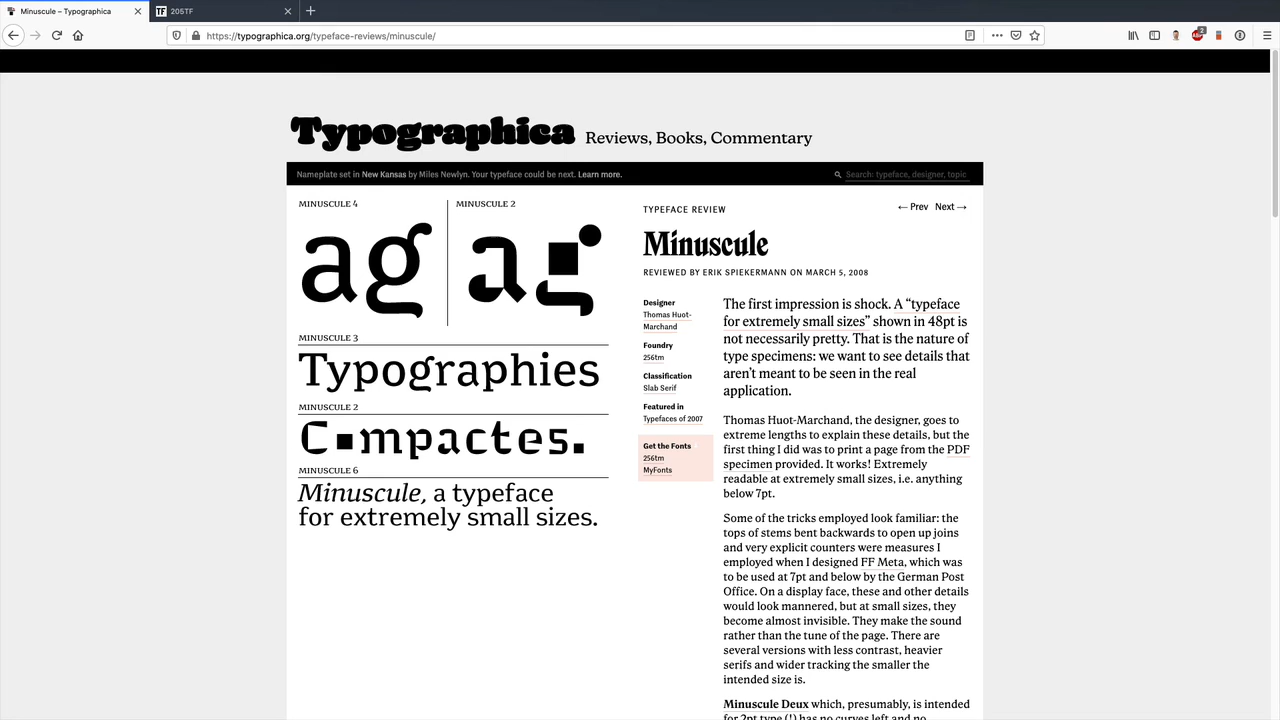 Minuscule – Typographica
TF 205TF
https://typographica.org/typeface-reviews/minuscule/
2
Typographica Reviews, Books, Commentary
Nameplate set in New Kansas by Miles Newlyn. Your typeface could be next. Learn more.
Search: typeface, designer, topic
MINUSCULE 4
MINUSCULE 2
ag
ag
MINUSCULE 3
Typographies
MINUSCULE 2
C▪mpactes.
MINUSCULE 6
Minuscule, a typeface
for extremely small sizes.
TYPEFACE REVIEW
← Prev Next →
Minuscule
REVIEWED BY ERIK SPIEKERMANN ON MARCH 5, 2008
Designer
Thomas Huot-
Marchand
Foundry
256tm
Classification
Slab Serif
Featured in
Typefaces of 2007
Get the Fonts
256tm
MyFonts
The first impression is shock. A “typeface
for extremely small sizes” shown in 48pt is
not necessarily pretty. That is the nature of
type specimens: we want to see details that
aren’t meant to be seen in the real
application.
Thomas Huot-Marchand, the designer, goes to
extreme lengths to explain these details, but the
first thing I did was to print a page from the PDF
specimen provided. It works! Extremely
readable at extremely small sizes, i.e. anything
below 7pt.
Some of the tricks employed look familiar: the
tops of stems bent backwards to open up joins
and very explicit counters were measures I
employed when I designed FF Meta, which was
to be used at 7pt and below by the German Post
Office. On a display face, these and other details
would look mannered, but at small sizes, they
become almost invisible. They make the sound
rather than the tune of the page. There are
several versions with less contrast, heavier
serifs and wider tracking the smaller the
intended size is.
Minuscule Deux which, presumably, is intended
for 2pt type (!) has no curves left and no